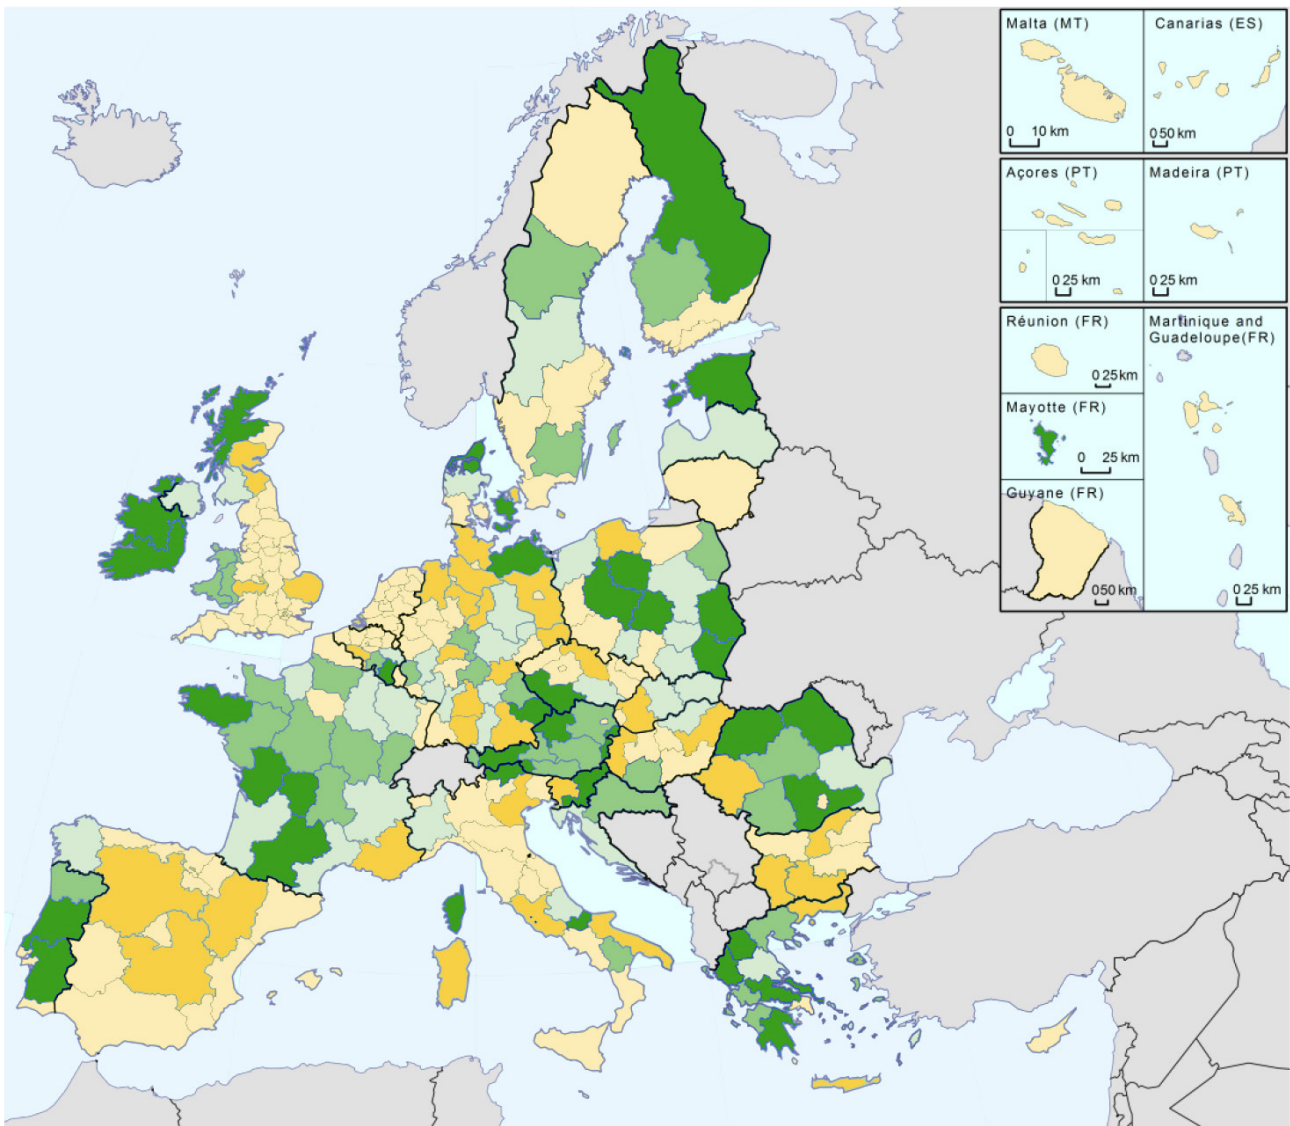 Malta (MT)
Canarias (ES)
0 10 km
0 50 km
Açores (PT)
Madeira (PT)
0 25 km
0 25 km
Réunion (FR)
0 25 km
Martinique and
Guadeloupe(FR)
Mayotte (FR)
0 25 km
Guyane (FR)
0 50 km
0 25 km